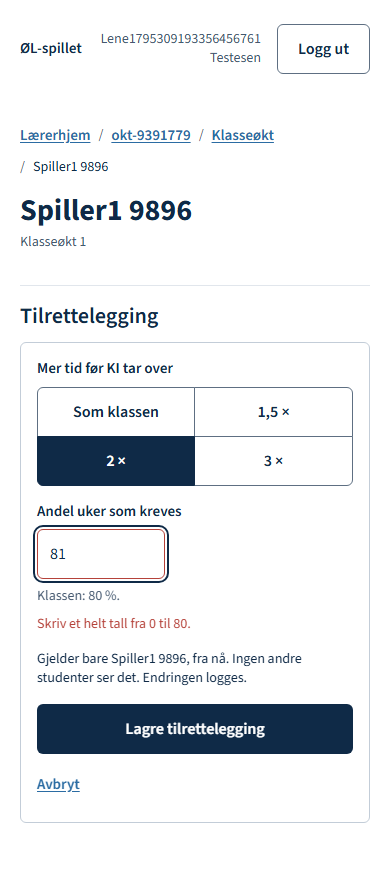 ØL-spillet
Lene1795309193356456761
Testesen
Logg ut
Lærerhjem / okt-9391779 / Klasseøkt
/ Spiller1 9896
Spiller1 9896
Klasseøkt 1
Tilrettelegging
Mer tid før KI tar over
Som klassen
1,5 ×
2 ×
3 ×
Andel uker som kreves
81
Klassen: 80 %.
Skriv et helt tall fra 0 til 80.
Gjelder bare Spiller1 9896, fra nå. Ingen andre
studenter ser det. Endringen logges.
Lagre tilrettelegging
Avbryt